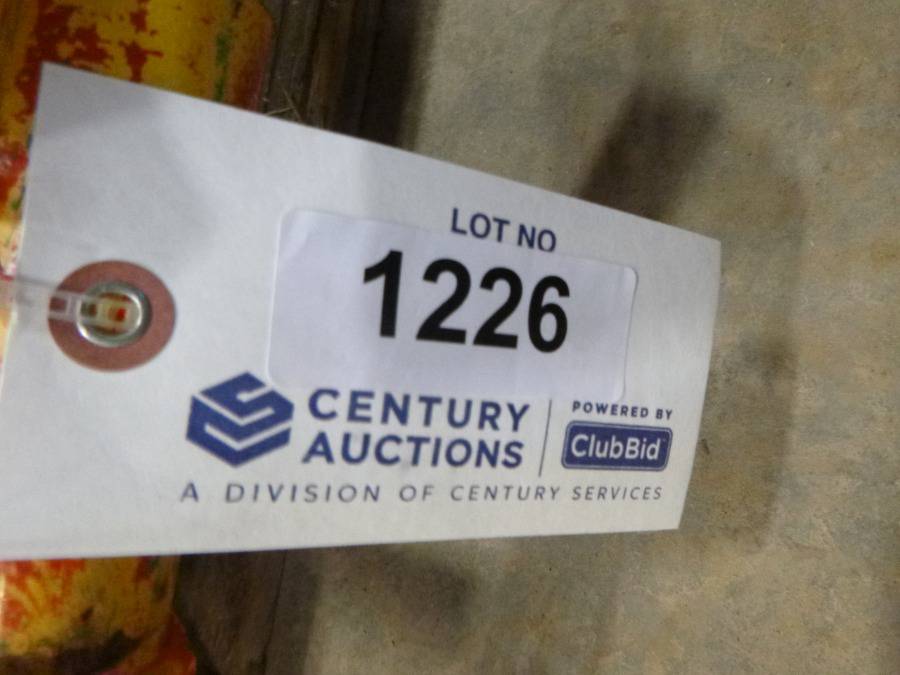 LOT NO
1226
CENTURY
AUCTIONS
POWERED BY
ClubBid
A DIVISION OF CENTURY SERVICES